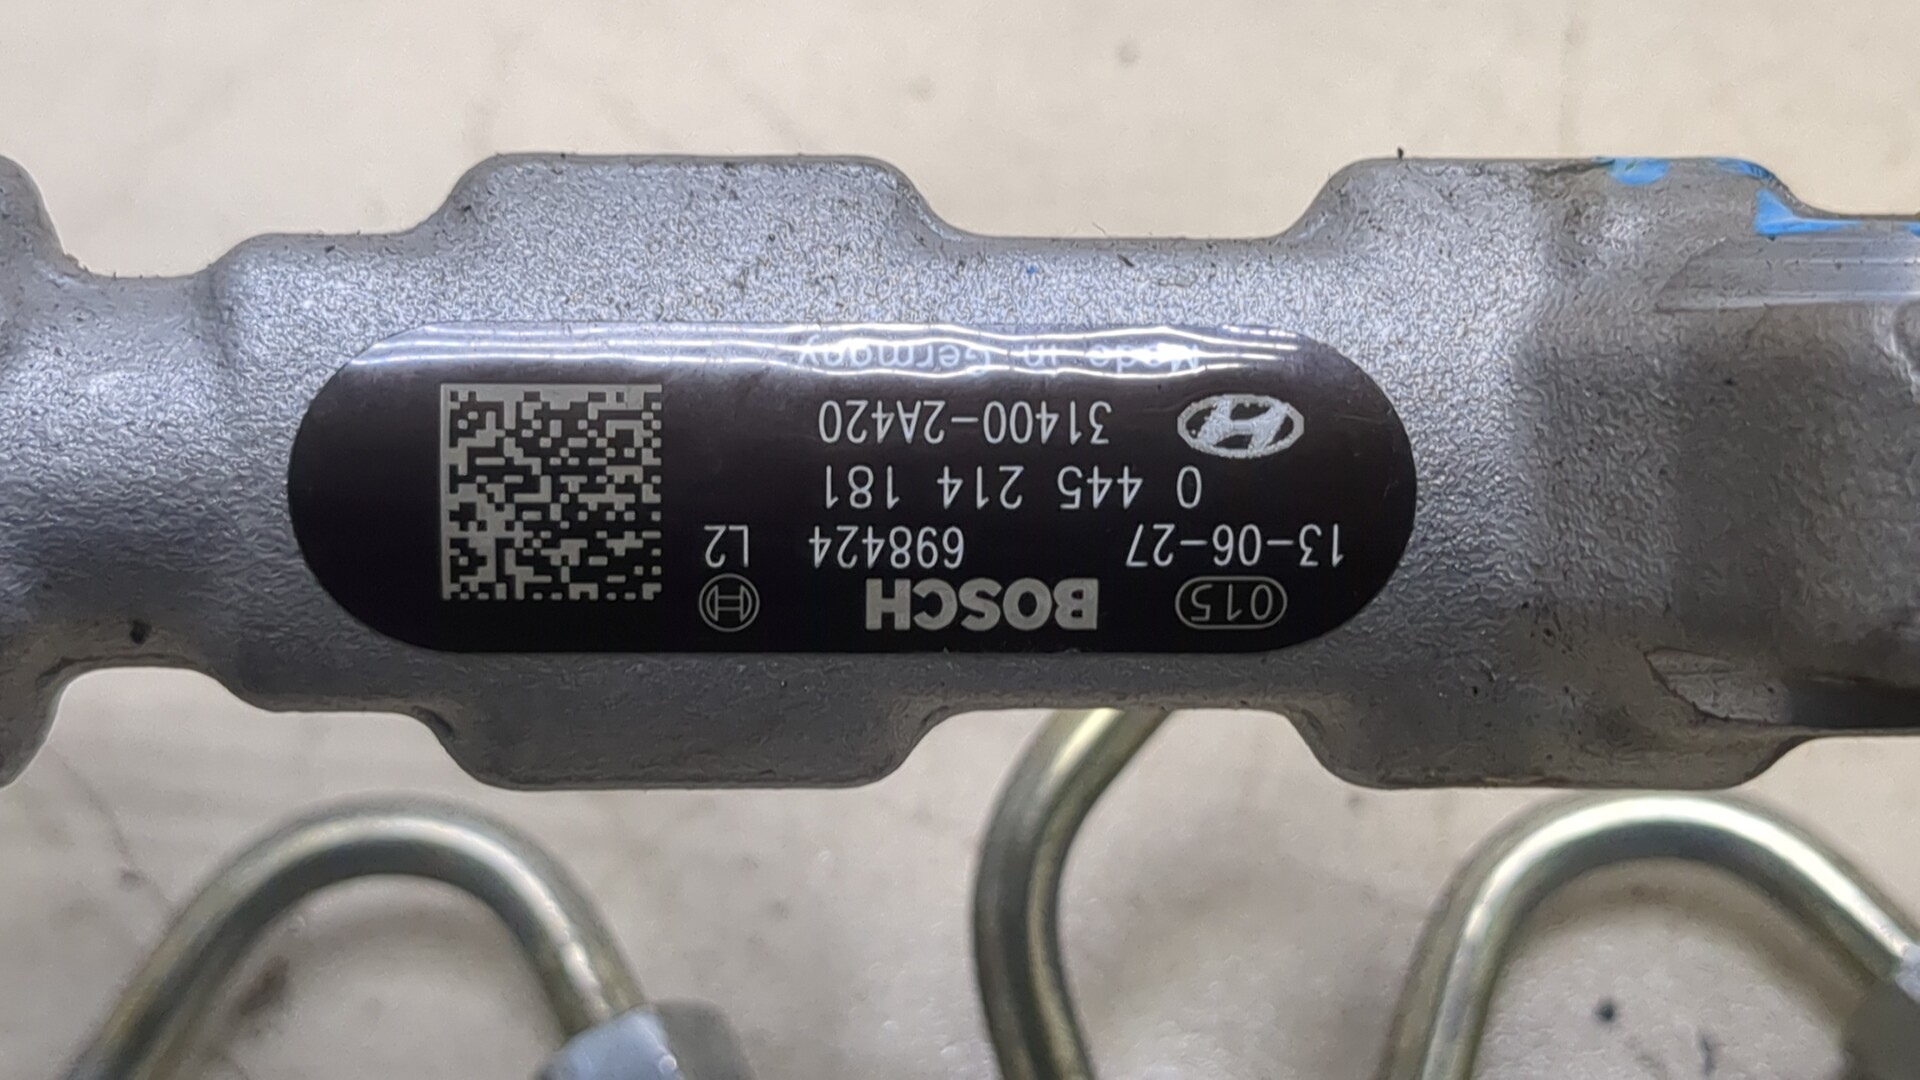 015 BOSCH
13-06-27 698424 L2
0 445 214 181
31400-2A420
Made in Germany